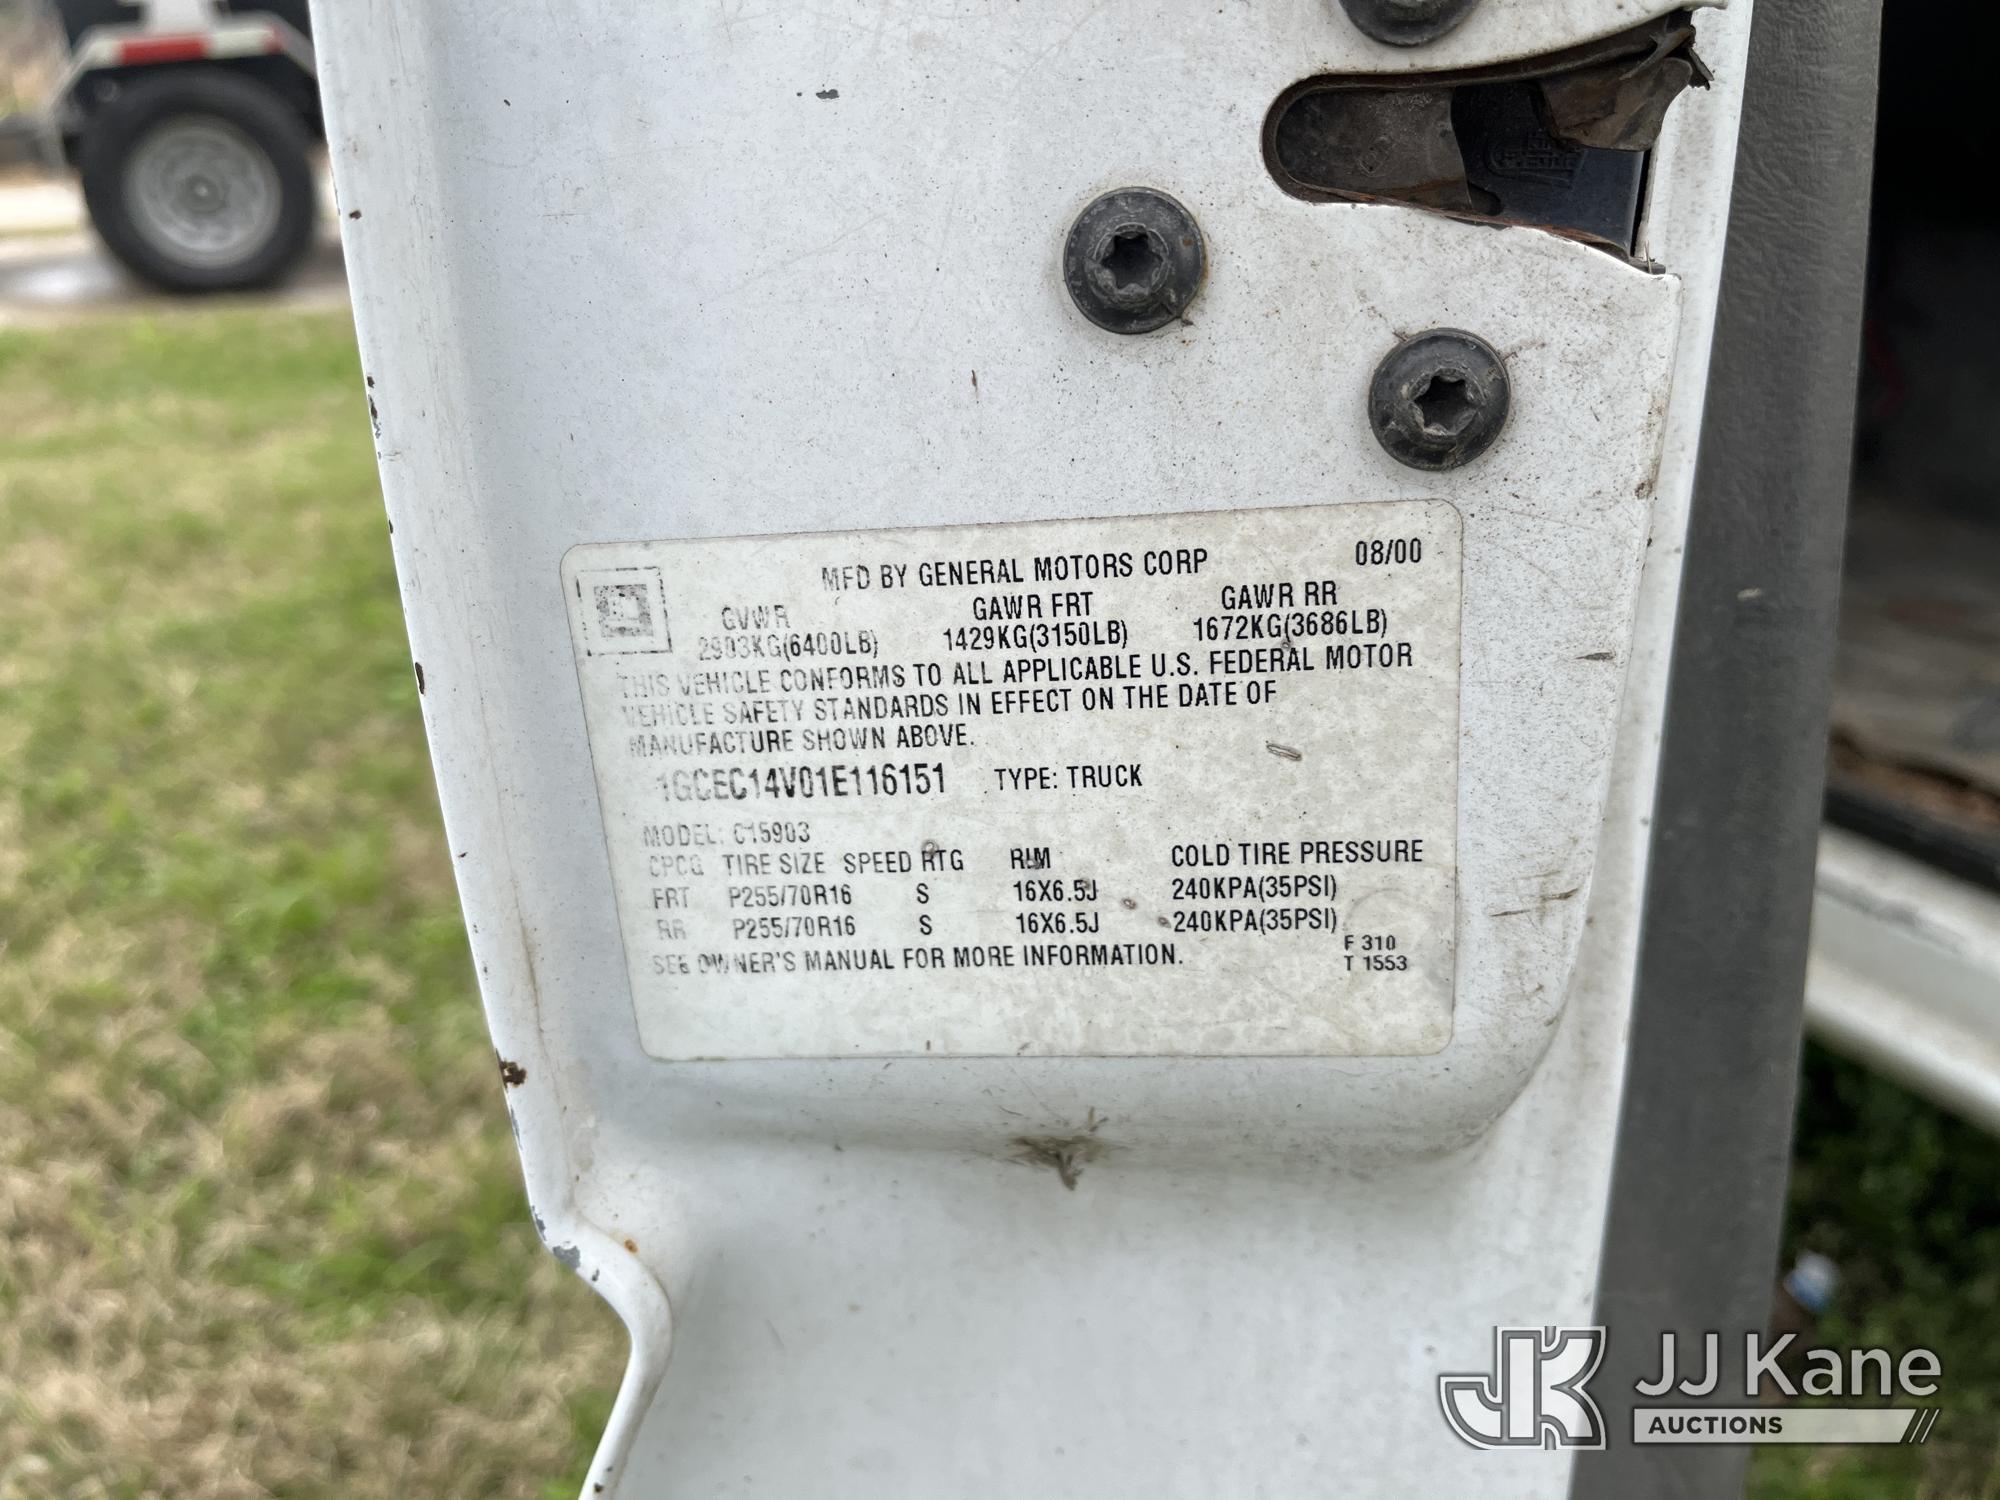 MFD BY GENERAL MOTORS CORP 08/00
GVWR GAWR FRT GAWR RR
2903KG(6400LB) 1429KG(3150LB) 1672KG(3686LB)
THIS VEHICLE CONFORMS TO ALL APPLICABLE U.S. FEDERAL MOTOR
VEHICLE SAFETY STANDARDS IN EFFECT ON THE DATE OF
MANUFACTURE SHOWN ABOVE.
1GCEC14V01E116151 TYPE: TRUCK
MODEL: C15903
CPCG TIRE SIZE SPEED RTG RIM COLD TIRE PRESSURE
FRT P255/70R16 S 16X6.5J 240KPA(35PSI)
RR P255/70R16 S 16X6.5J 240KPA(35PSI)
SEE OWNER'S MANUAL FOR MORE INFORMATION.
F 310
T 1553
JK JJ Kane
AUCTIONS